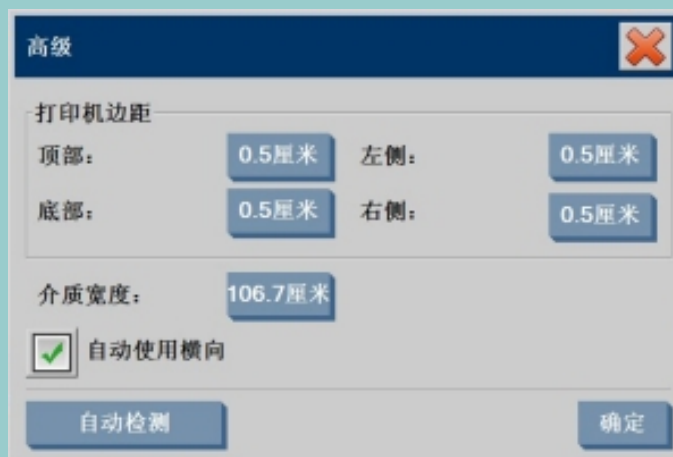 高级
打印机边距
顶部： 0.5厘米 左侧： 0.5厘米
底部： 0.5厘米 右侧： 0.5厘米
介质宽度： 106.7厘米
自动使用横向
自动检测 确定